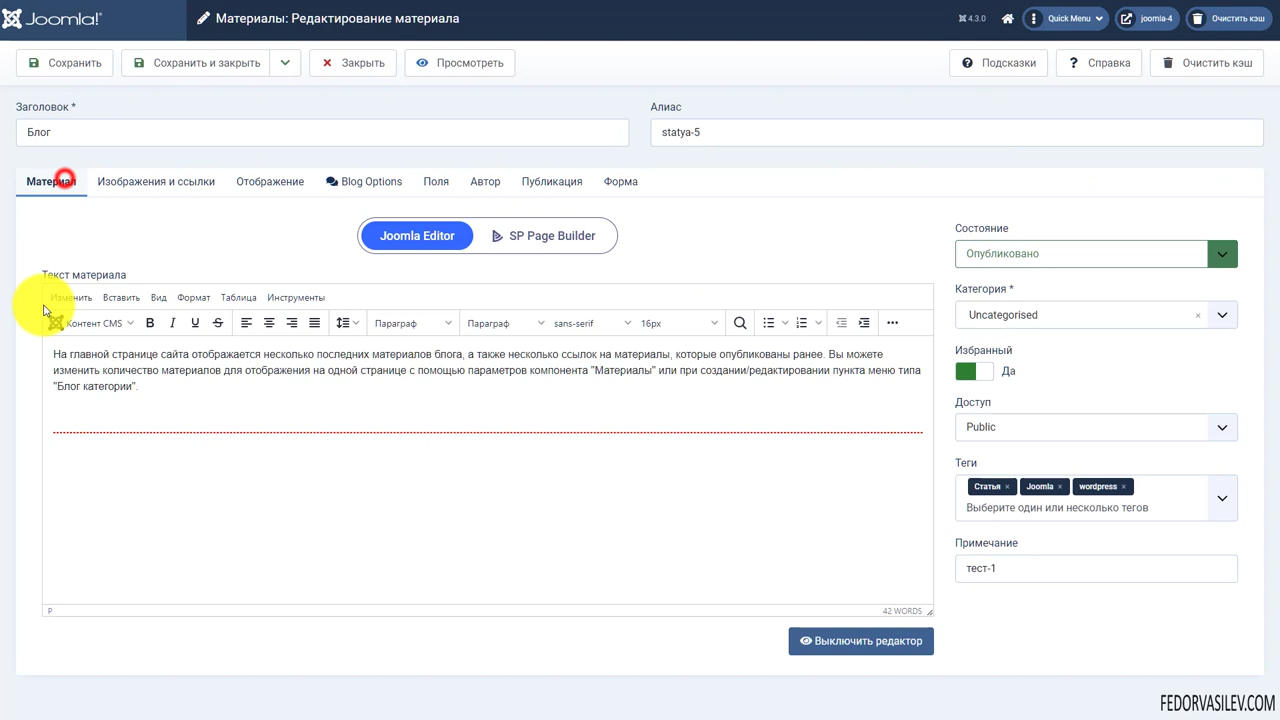 Joomla!®
Материалы: Редактирование материала
4.3.0
Quick Menu
joomla-4
Очистить кэш
Сохранить
Сохранить и закрыть
Закрыть
Просмотреть
Подсказки
Справка
Очистить кэш
Заголовок *
Алиас
Блог
statya-5
Материал
Изображения и ссылки
Отображение
Blog Options
Поля
Автор
Публикация
Форма
Joomla Editor
SP Page Builder
Текст материала
Изменить
Вставить
Вид
Формат
Таблица
Инструменты
Контент CMS
B
I
U
S
Параграф
Параграф
sans-serif
16px
На главной странице сайта отображается несколько последних материалов блога, а также несколько ссылок на материалы, которые опубликованы ранее. Вы можете
изменить количество материалов для отображения на одной странице с помощью параметров компонента "Материалы" или при создании/редактировании пункта меню типа
"Блог категории".
P
42 WORDS
Выключить редактор
Состояние
Опубликовано
Категория *
Uncategorised ×
Избранный
Да
Доступ
Public
Теги
Статья × Joomla × wordpress ×
Выберите один или несколько тегов
Примечание
тест-1
FEDORVASILEV.COM